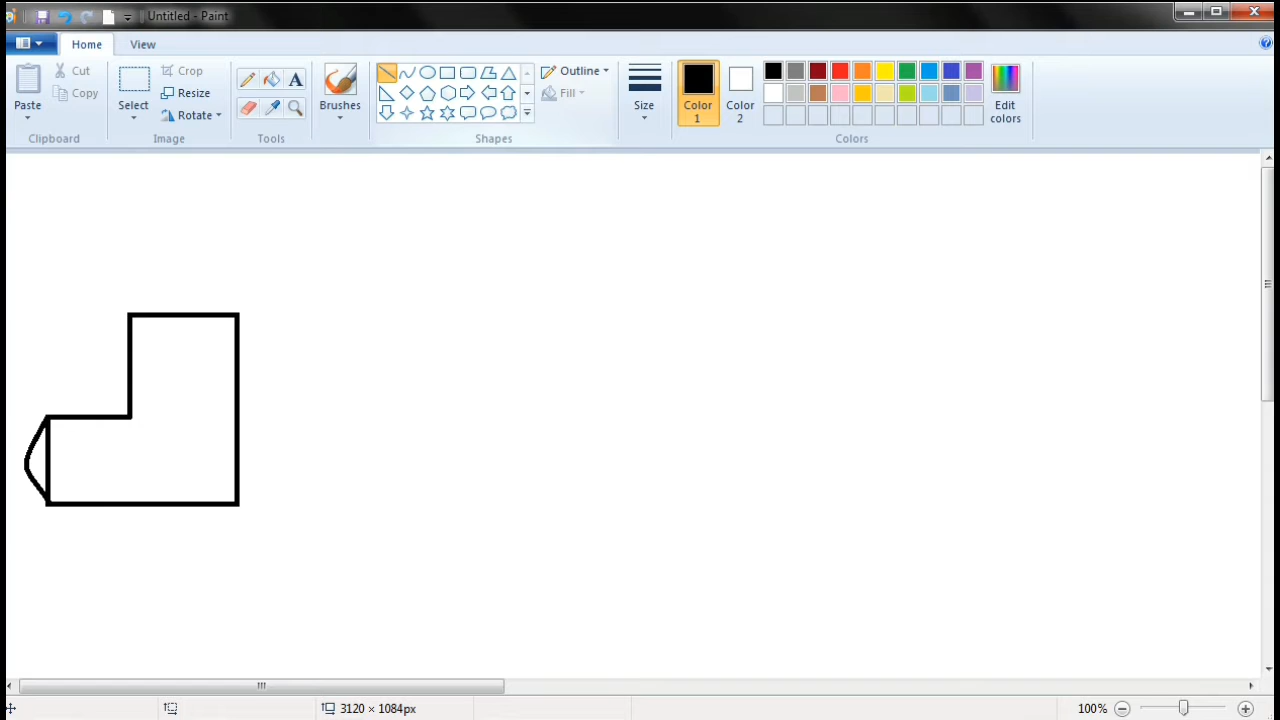 Untitled - Paint
Home View
Paste
Cut
Copy
Clipboard
Select
Crop
Resize
Rotate
Image
A
Tools
Brushes
Outline
Fill
Shapes
Size
Color
1
Color
2
Edit
colors
Colors
3120 × 1084px
100%